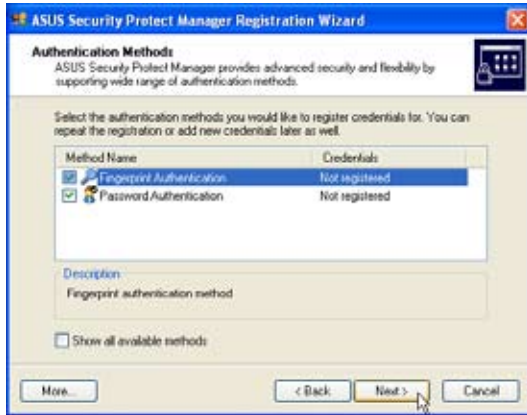 ASUS Security Protect Manager Registration Wizard
Authentication Methods
ASUS Security Protect Manager provides advanced security and flexibility by
supporting wide range of authentication methods.
Select the authentication methods you would like to register credentials for. You can
repeat the registration or add new credentials later as well.
Method Name Credentials
Fingerprint Authentication Not registered
Password Authentication Not registered
Description
Fingerprint authentication method
Show all available methods
More... < Back Next > Cancel